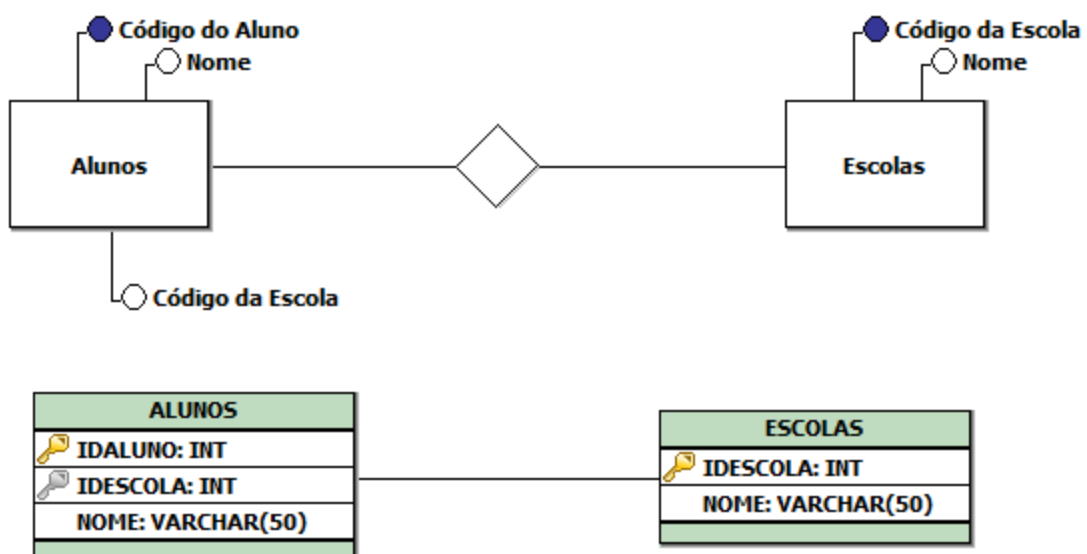 Código do Aluno
Nome
Alunos
Código da Escola
Código da Escola
Nome
Escolas
ALUNOS
IDALUNO: INT
IDESCOLA: INT
NOME: VARCHAR(50)
ESCOLAS
IDESCOLA: INT
NOME: VARCHAR(50)